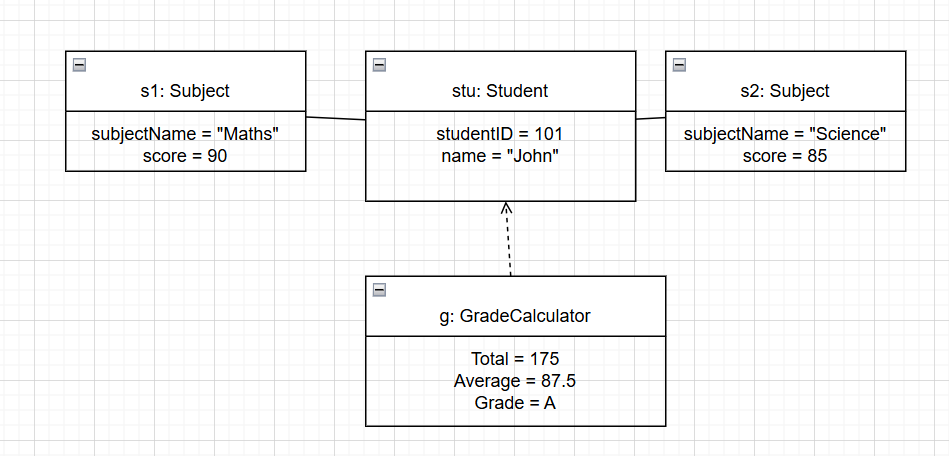 s1: Subject
subjectName = "Maths"
score = 90
stu: Student
studentID = 101
name = "John"
s2: Subject
subjectName = "Science"
score = 85
g: GradeCalculator
Total = 175
Average = 87.5
Grade = A